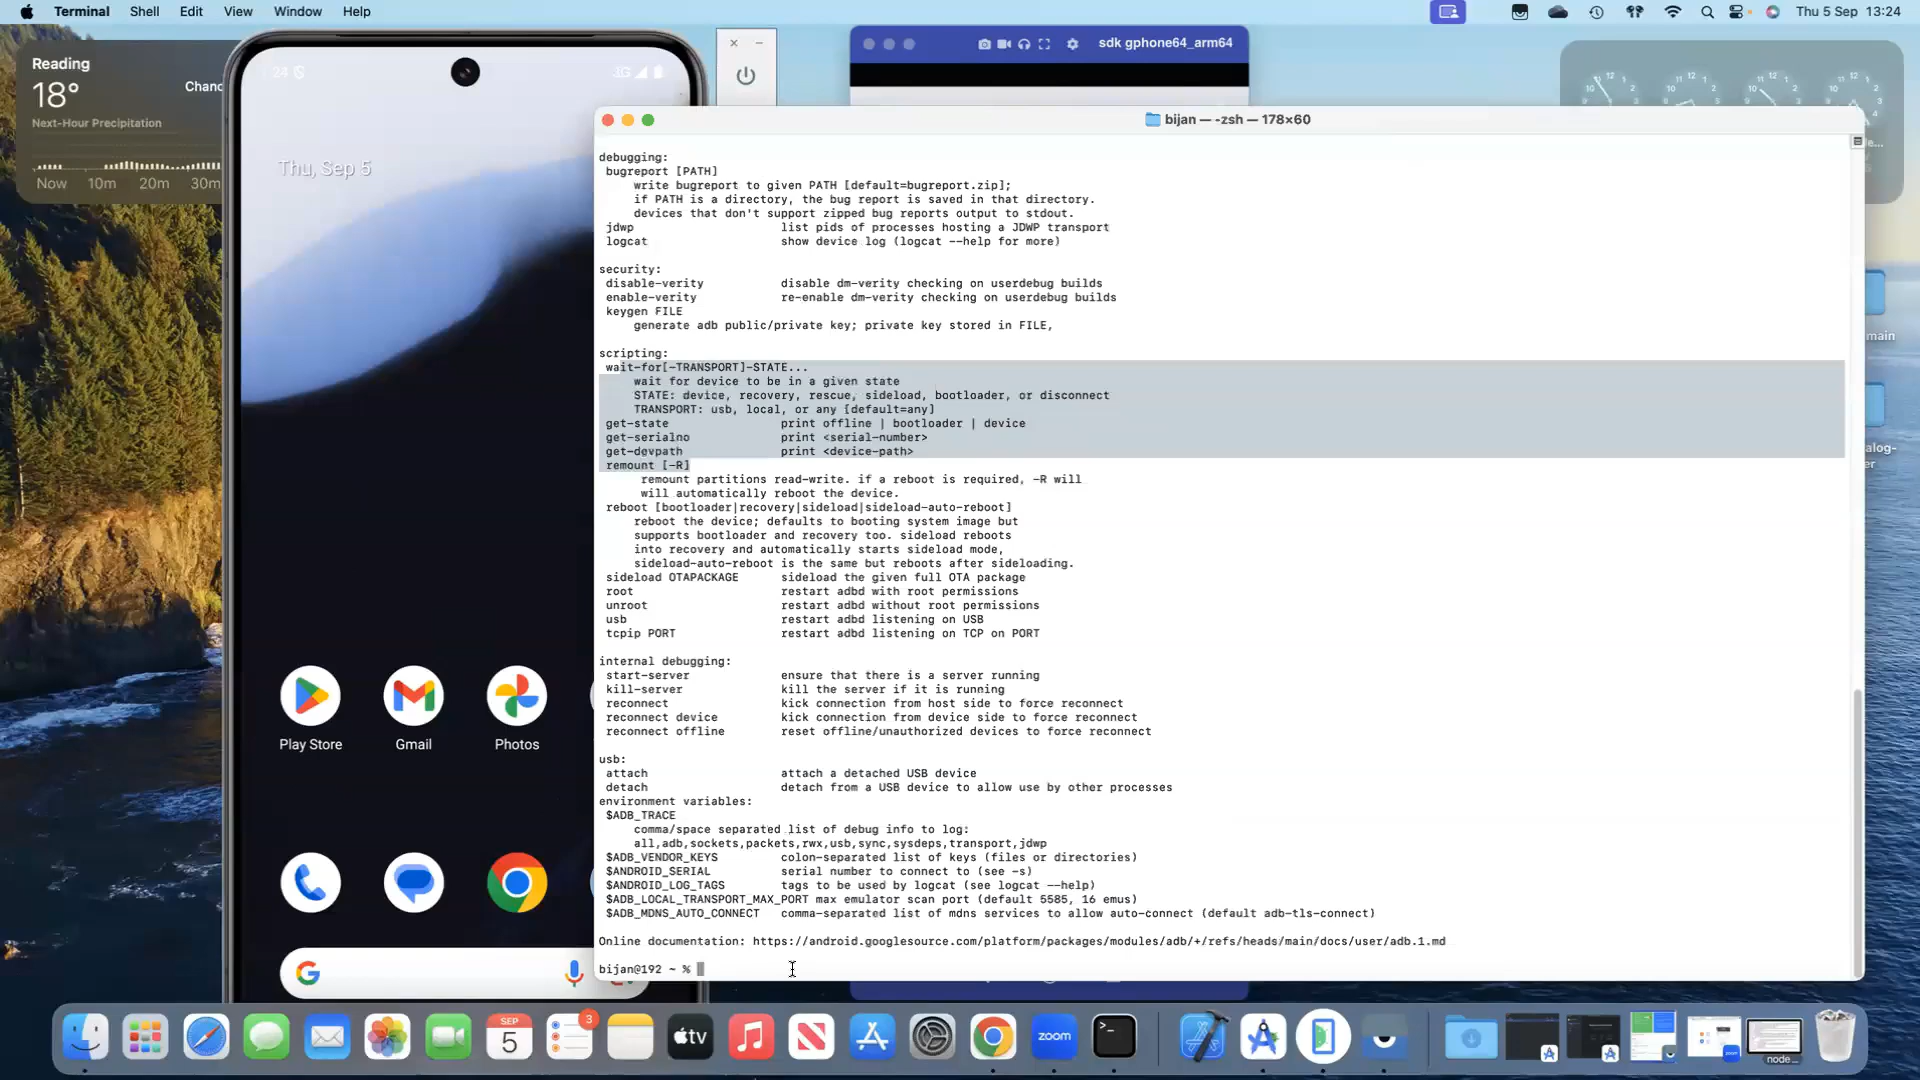 Terminal Shell Edit View Window Help
Thu 5 Sep 13:24
Reading
18°
Next-Hour Precipitation
Now 10m 20m 30m
24
3G
Thu, Sep 5
Play Store Gmail Photos
sdk gphone64_arm64
bijan — -zsh — 178×60
debugging:
bugreport [PATH]
write bugreport to given PATH [default=bugreport.zip];
if PATH is a directory, the bug report is saved in that directory.
devices that don't support zipped bug reports output to stdout.
jdwp list pids of processes hosting a JDWP transport
logcat show device log (logcat --help for more)
security:
disable-verity disable dm-verity checking on userdebug builds
enable-verity re-enable dm-verity checking on userdebug builds
keygen FILE
generate adb public/private key; private key stored in FILE,
scripting:
wait-for[-TRANSPORT]-STATE...
wait for device to be in a given state
STATE: device, recovery, rescue, sideload, bootloader, or disconnect
TRANSPORT: usb, local, or any [default=any]
get-state print offline | bootloader | device
get-serialno print <serial-number>
get-devpath print <device-path>
remount [-R]
remount partitions read-write. if a reboot is required, -R will
will automatically reboot the device.
reboot [bootloader|recovery|sideload|sideload-auto-reboot]
reboot the device; defaults to booting system image but
supports bootloader and recovery too. sideload reboots
into recovery and automatically starts sideload mode,
sideload-auto-reboot is the same but reboots after sideloading.
sideload OTAPACKAGE sideload the given full OTA package
root restart adbd with root permissions
unroot restart adbd without root permissions
usb restart adbd listening on USB
tcpip PORT restart adbd listening on TCP on PORT
internal debugging:
start-server ensure that there is a server running
kill-server kill the server if it is running
reconnect kick connection from host side to force reconnect
reconnect device kick connection from device side to force reconnect
reconnect offline reset offline/unauthorized devices to force reconnect
usb:
attach attach a detached USB device
detach detach from a USB device to allow use by other processes
environment variables:
$ADB_TRACE
comma/space separated list of debug info to log:
all,adb,sockets,packets,rwx,usb,sync,sysdeps,transport,jdwp
$ADB_VENDOR_KEYS colon-separated list of keys (files or directories)
$ANDROID_SERIAL serial number to connect to (see -s)
$ANDROID_LOG_TAGS tags to be used by logcat (see logcat --help)
$ADB_LOCAL_TRANSPORT_MAX_PORT max emulator scan port (default 5585, 16 emus)
$ADB_MDNS_AUTO_CONNECT comma-separated list of mdns services to allow auto-connect (default adb-tls-connect)
Online documentation: https://android.googlesource.com/platform/packages/modules/adb/+/refs/heads/main/docs/user/adb.1.md
bijan@192 ~ %
SEP
5
3
tv
zoom
node